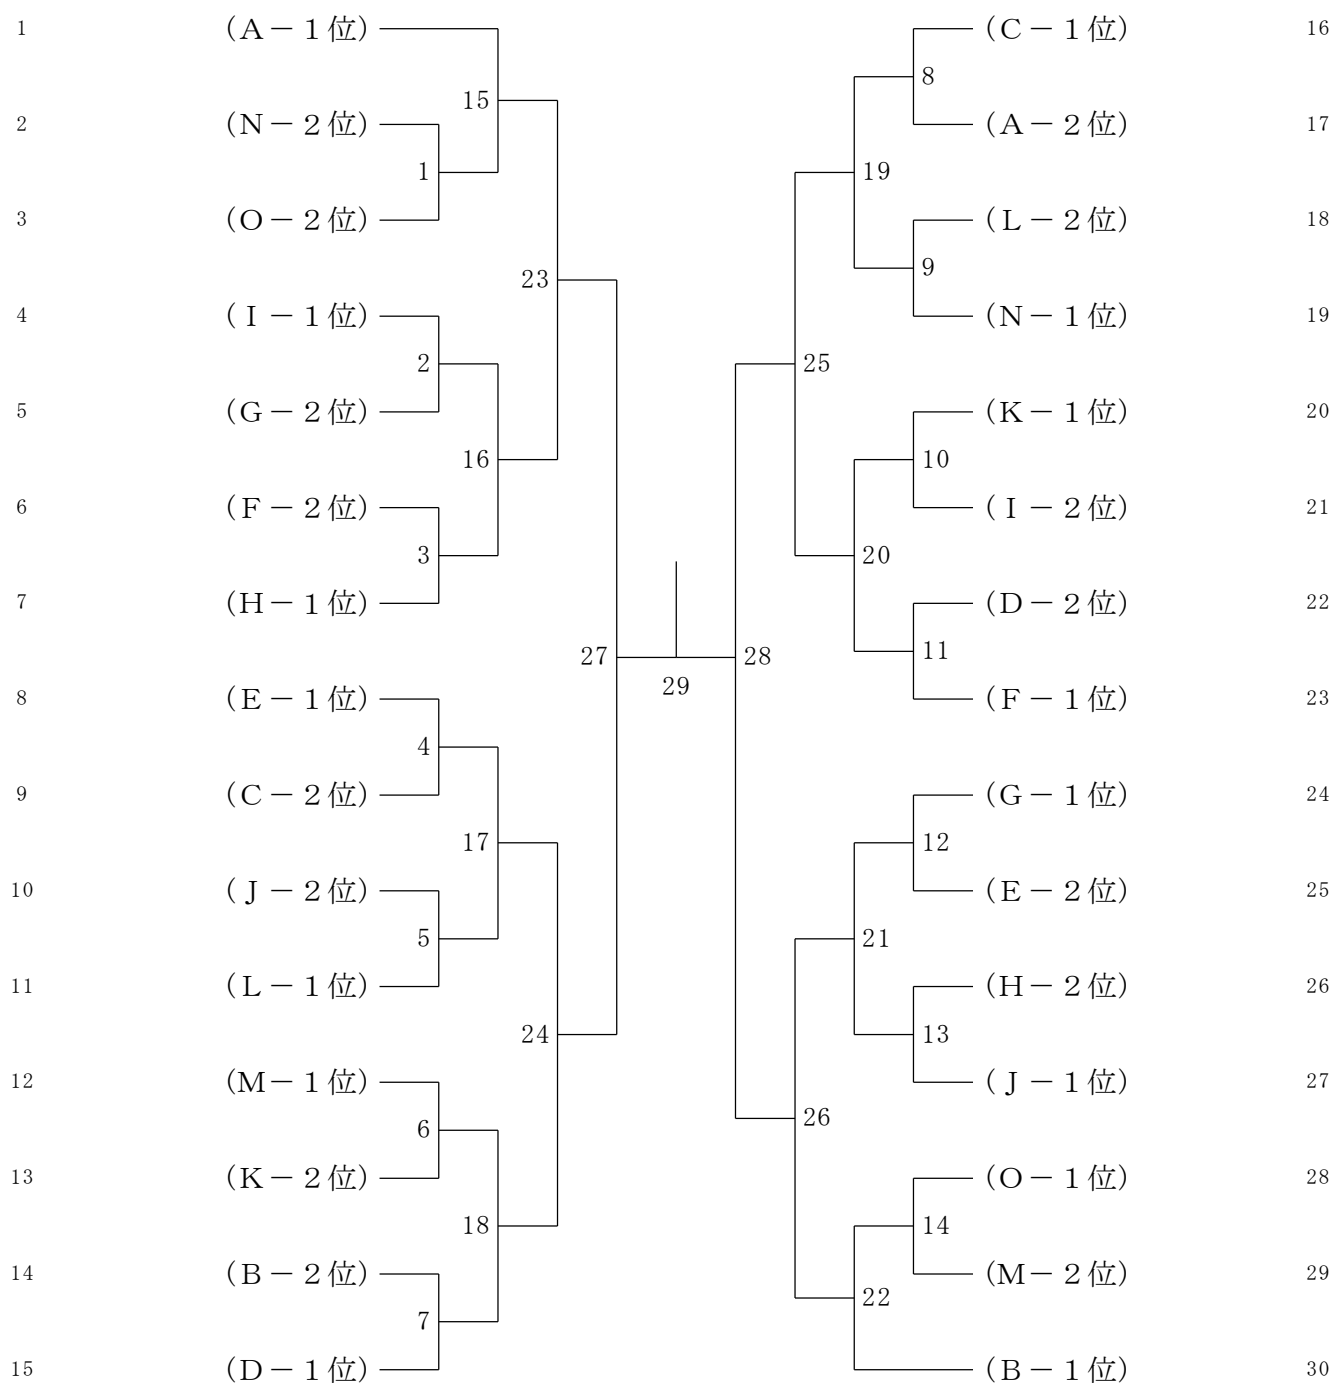 1 （A－１位） （C－１位） 16
8
15
2 （N－２位） （A－２位） 17
1 19
3 （O－２位） （L－２位） 18
9
23
4 （I－１位） （N－１位） 19
2 25
5 （G－２位） （K－１位） 20
16 10
6 （F－２位） （I－２位） 21
3 20
7 （H－１位） （D－２位） 22
11
27 28
29
8 （E－１位） （F－１位） 23
4
9 （C－２位） （G－１位） 24
17 12
10 （J－２位） （E－２位） 25
5 21
11 （L－１位） （H－２位） 26
24 13
12 （M－１位） （J－１位） 27
26
6
13 （K－２位） （O－１位） 28
18 14
14 （B－２位） （M－２位） 29
22
7
15 （D－１位） （B－１位） 30